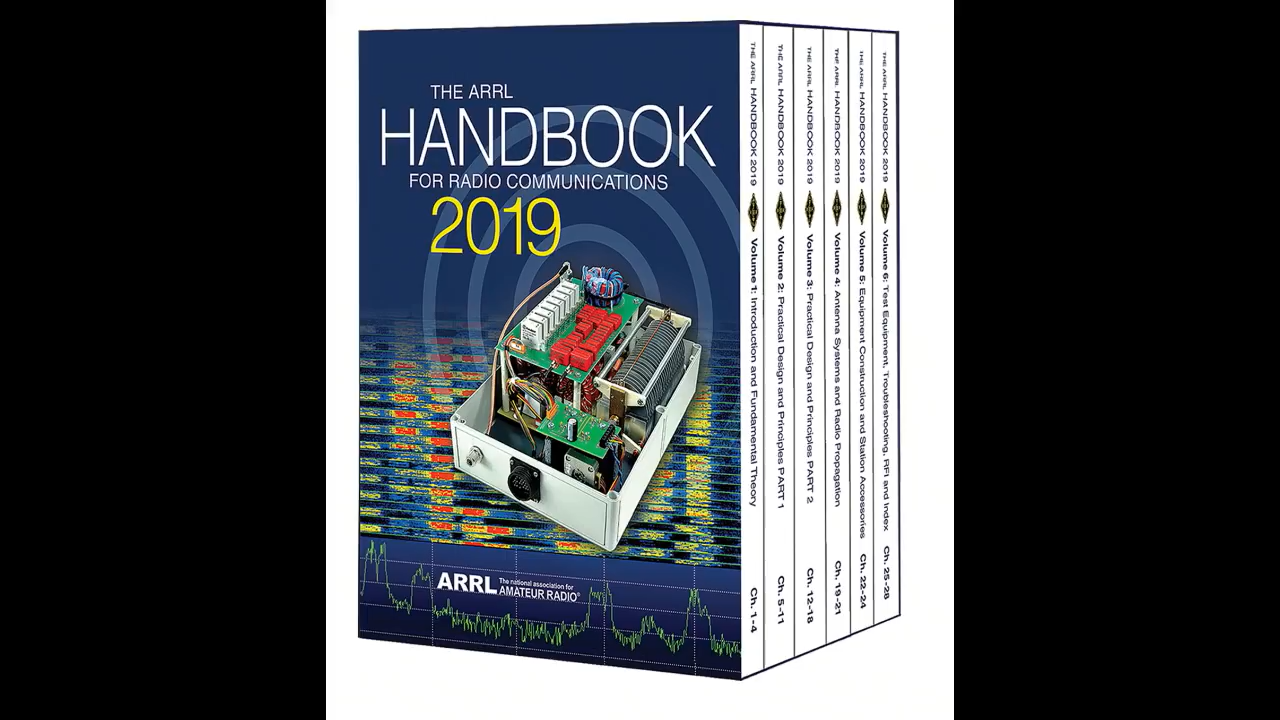 THE ARRL
HANDBOOK
FOR RADIO COMMUNICATIONS
2019
ARRL The national association for
AMATEUR RADIO®
THE ARRL HANDBOOK 2019 Volume 1: Introduction and Fundamental Theory Ch. 1-4
THE ARRL HANDBOOK 2019 Volume 2: Practical Design and Principles PART 1 Ch. 5-11
THE ARRL HANDBOOK 2019 Volume 3: Practical Design and Principles PART 2 Ch. 12-18
THE ARRL HANDBOOK 2019 Volume 4: Antenna Systems and Radio Propagation Ch. 19-21
THE ARRL HANDBOOK 2019 Volume 5: Equipment Construction and Station Accessories Ch. 22-24
THE ARRL HANDBOOK 2019 Volume 6: Test Equipment, Troubleshooting, RFI and Index Ch. 25-28